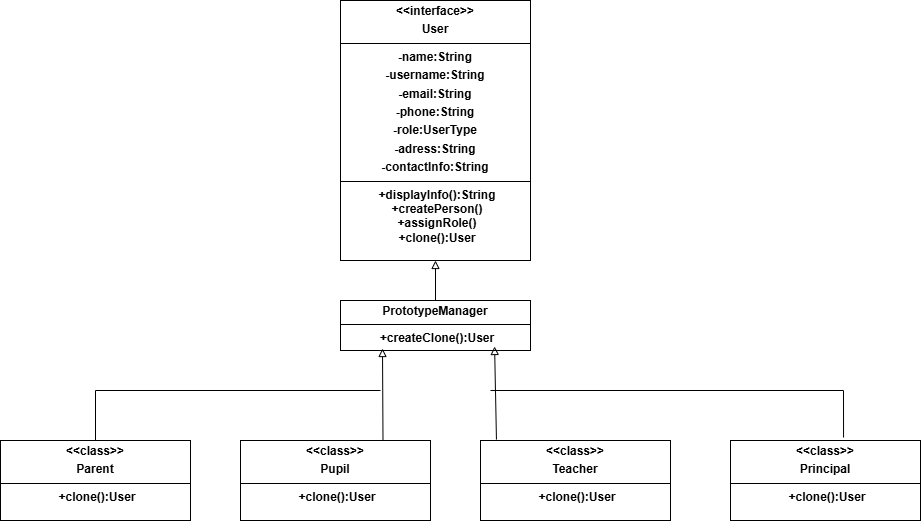 <<interface>>
User
-name:String
-username:String
-email:String
-phone:String
-role:UserType
-adress:String
-contactInfo:String
+displayInfo():String
+createPerson()
+assignRole()
+clone():User
PrototypeManager
+createClone():User
<<class>>
Parent
+clone():User
<<class>>
Pupil
+clone():User
<<class>>
Teacher
+clone():User
<<class>>
Principal
+clone():User